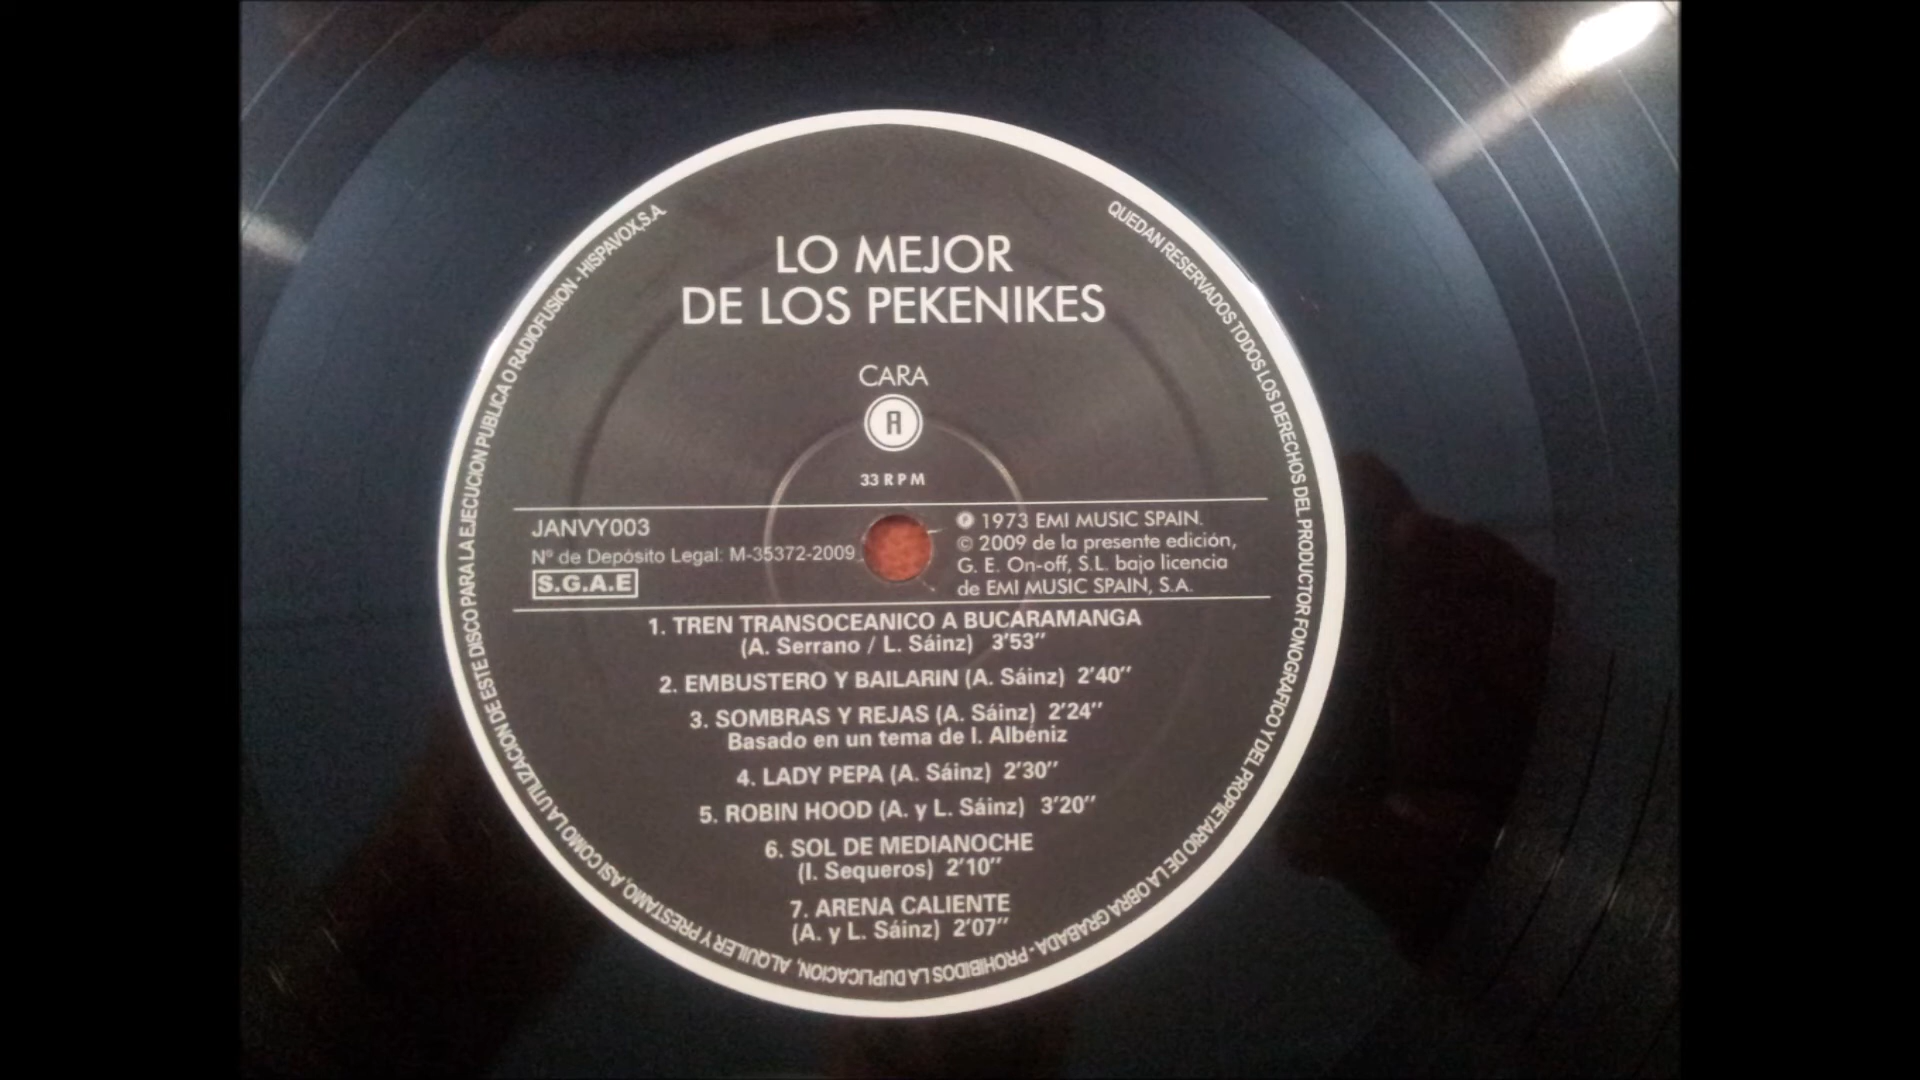 LO MEJOR
DE LOS PEKENIKES
CARA
A
33 RPM
JANVY003
Nº de Depósito Legal: M-35372-2009
S.G.A.E
℗ 1973 EMI MUSIC SPAIN.
© 2009 de la presente edición,
G. E. On-off, S.L. bajo licencia
de EMI MUSIC SPAIN, S.A.
1. TREN TRANSOCEANICO A BUCARAMANGA
(A. Serrano / L. Sáinz) 3'53"
2. EMBUSTERO Y BAILARIN (A. Sáinz) 2'40"
3. SOMBRAS Y REJAS (A. Sáinz) 2'24"
Basado en un tema de I. Albéniz
4. LADY PEPA (A. Sáinz) 2'30"
5. ROBIN HOOD (A. y L. Sáinz) 3'20"
6. SOL DE MEDIANOCHE
(I. Sequeros) 2'10"
7. ARENA CALIENTE
(A. y L. Sáinz) 2'07"
QUEDAN RESERVADOS TODOS LOS DERECHOS DEL PRODUCTOR FONOGRAFICO Y DEL PROPIETARIO DE LA OBRA GRABADA - PROHIBIDOS LA DUPLICACION, ALQUILER Y PRESTAMO, ASI COMO LA UTILIZACION DE ESTE DISCO PARA LA EJECUCION PUBLICA O RADIOFUSION - HISPAVOX, S.A.